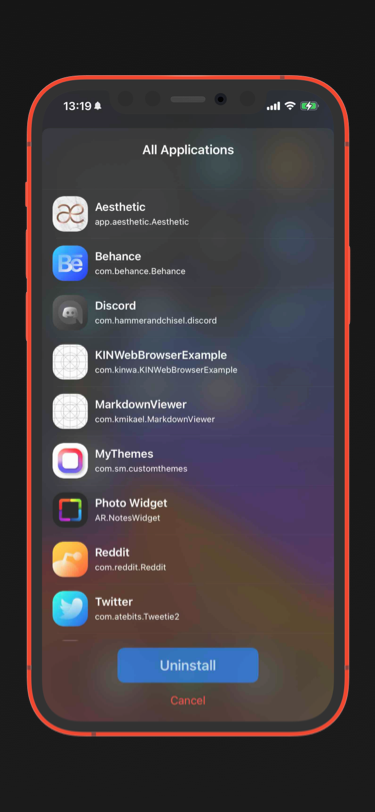 13:19
All Applications
Æ
Aesthetic
app.aesthetic.Aesthetic
Bē
Behance
com.behance.Behance
Discord
com.hammerandchisel.discord
KINWebBrowserExample
com.kinwa.KINWebBrowserExample
MarkdownViewer
com.kmikael.MarkdownViewer
MyThemes
com.sm.customthemes
Photo Widget
AR.NotesWidget
Reddit
com.reddit.Reddit
Twitter
com.atebits.Tweetie2
Uninstall
Cancel